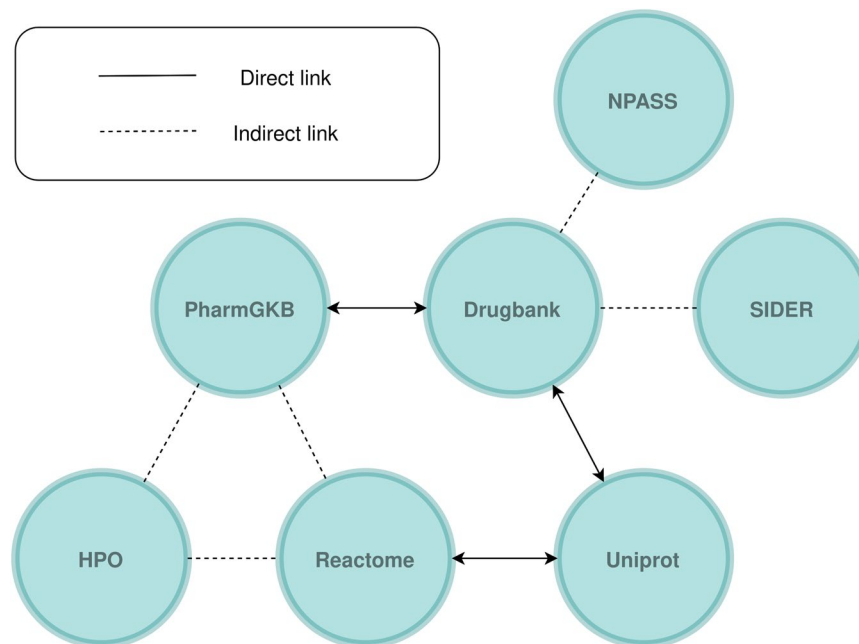 Direct link
Indirect link
NPASS
PharmGKB
Drugbank
SIDER
HPO
Reactome
Uniprot